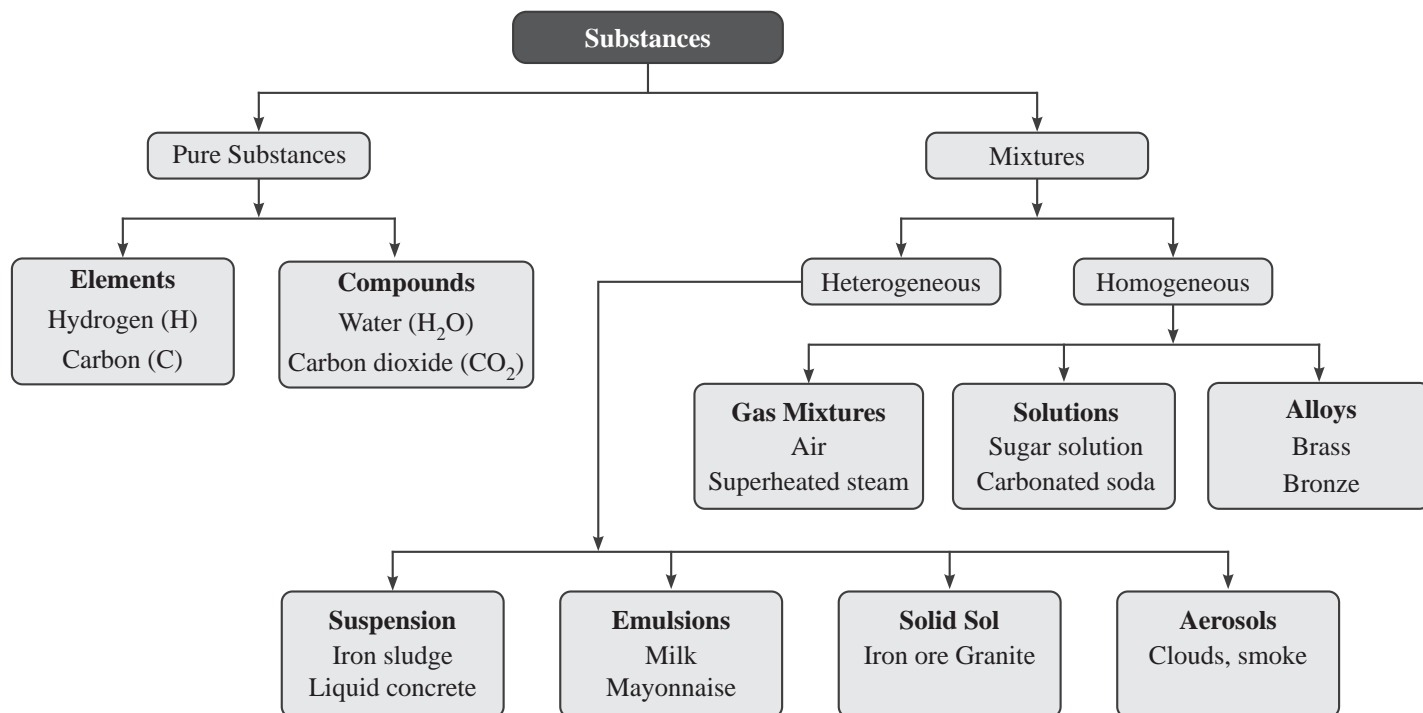 Substances
Pure Substances
Mixtures
Elements
Hydrogen (H)
Carbon (C)
Compounds
Water (H₂O)
Carbon dioxide (CO₂)
Heterogeneous
Homogeneous
Gas Mixtures
Air
Superheated steam
Solutions
Sugar solution
Carbonated soda
Alloys
Brass
Bronze
Suspension
Iron sludge
Liquid concrete
Emulsions
Milk
Mayonnaise
Solid Sol
Iron ore Granite
Aerosols
Clouds, smoke